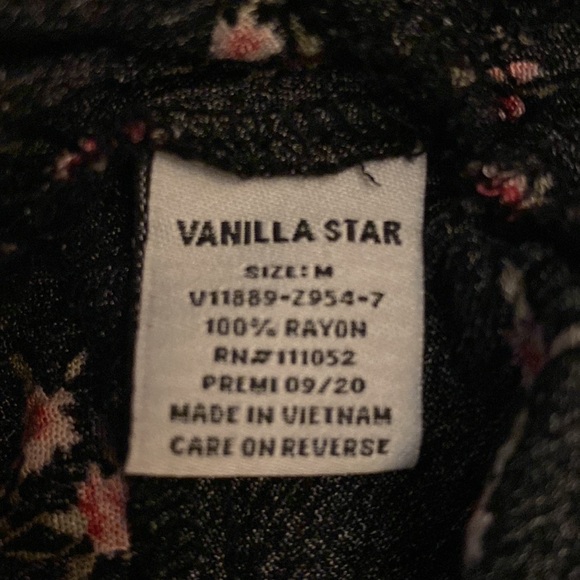 VANILLA STAR
SIZE: M
V11889-Z954-7
100% RAYON
RN#111052
PREMI 09/20
MADE IN VIETNAM
CARE ON REVERSE